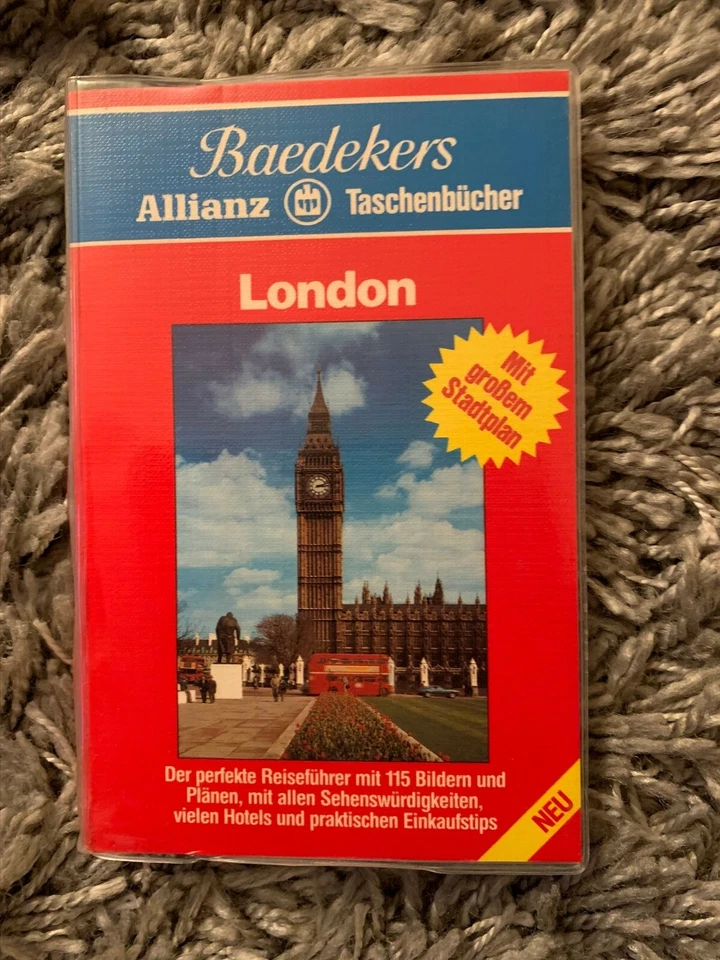 Baedekers
Allianz Taschenbücher
London
Mit
großem
Stadtplan
Der perfekte Reiseführer mit 115 Bildern und
Plänen, mit allen Sehenswürdigkeiten,
vielen Hotels und praktischen Einkaufstips
NEU